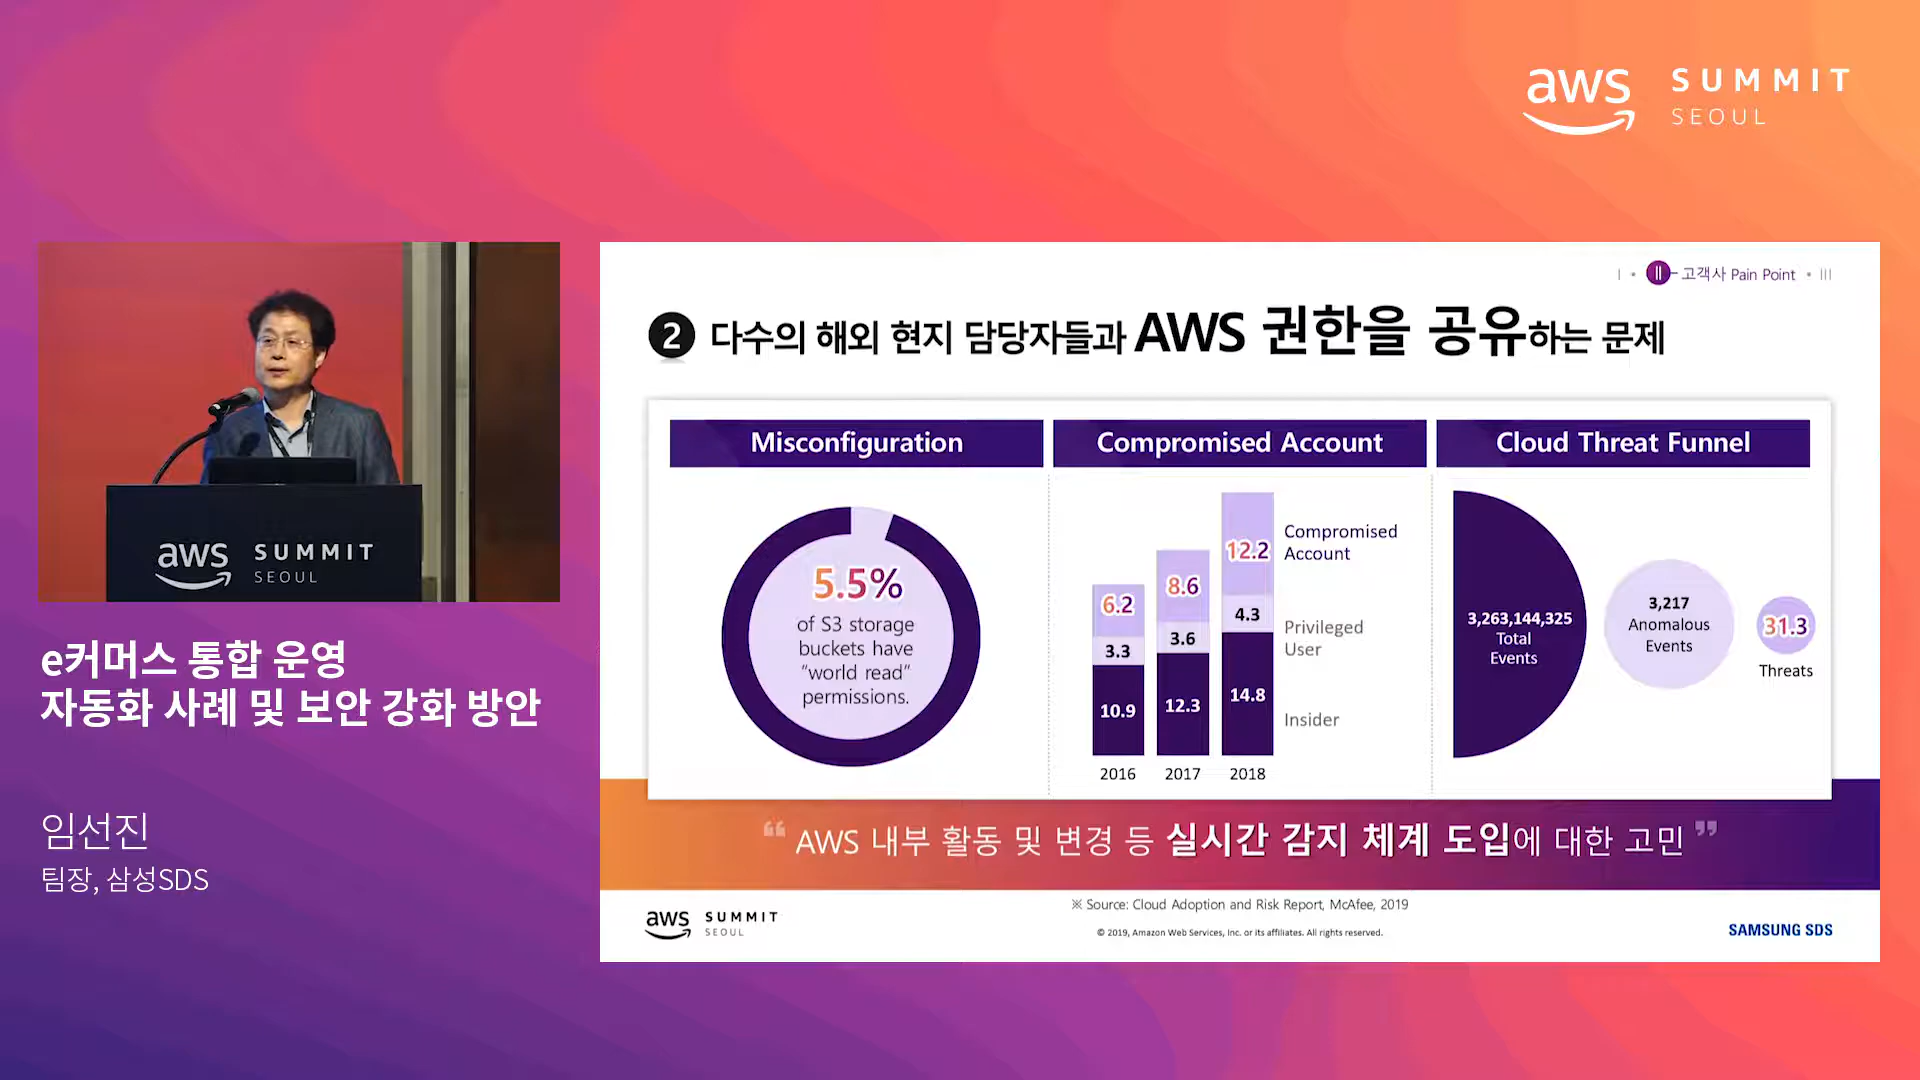 aws SUMMIT
SEOUL
aws SUMMIT
SEOUL
e커머스 통합 운영
자동화 사례 및 보안 강화 방안
임선진
팀장, 삼성SDS
I • II 고객사 Pain Point • III
2 다수의 해외 현지 담당자들과 AWS 권한을 공유하는 문제
Misconfiguration
5.5%
of S3 storage
buckets have
“world read”
permissions.
Compromised Account
12.2
8.6
6.2
4.3
3.6
3.3
14.8
12.3
10.9
2016 2017 2018
Compromised
Account
Privileged
User
Insider
Cloud Threat Funnel
3,263,144,325
Total
Events
3,217
Anomalous
Events
31.3
Threats
“ AWS 내부 활동 및 변경 등 실시간 감지 체계 도입에 대한 고민 ”
※ Source: Cloud Adoption and Risk Report, McAfee, 2019
aws SUMMIT
SEOUL
© 2019, Amazon Web Services, Inc. or its affiliates. All rights reserved.
SAMSUNG SDS